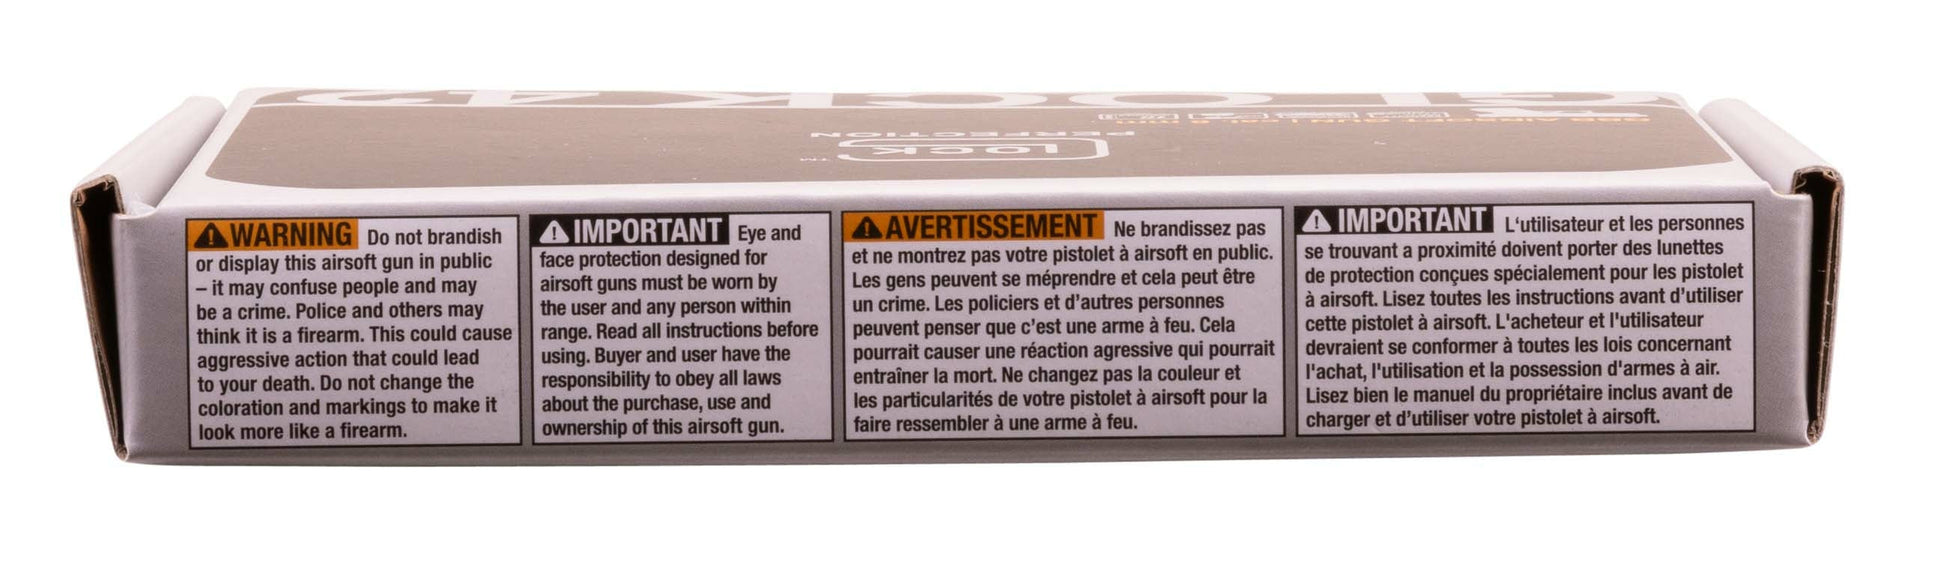 GLOCK 42
BBS AIRSOFT GUN | cal. 6 mm
GLOCK
PERFECTION
TM
WARNING Do not brandish
or display this airsoft gun in public
– it may confuse people and may
be a crime. Police and others may
think it is a firearm. This could cause
aggressive action that could lead
to your death. Do not change the
coloration and markings to make it
look more like a firearm.
IMPORTANT Eye and
face protection designed for
airsoft guns must be worn by
the user and any person within
range. Read all instructions before
using. Buyer and user have the
responsibility to obey all laws
about the purchase, use and
ownership of this airsoft gun.
AVERTISSEMENT Ne brandissez pas
et ne montrez pas votre pistolet à airsoft en public.
Les gens peuvent se méprendre et cela peut être
un crime. Les policiers et d'autres personnes
peuvent penser que c'est une arme à feu. Cela
pourrait causer une réaction agressive qui pourrait
entraîner la mort. Ne changez pas la couleur et
les particularités de votre pistolet à airsoft pour la
faire ressembler à une arme à feu.
IMPORTANT L'utilisateur et les personnes
se trouvant a proximité doivent porter des lunettes
de protection conçues spécialement pour les pistolet
à airsoft. Lisez toutes les instructions avant d'utiliser
cette pistolet à airsoft. L'acheteur et l'utilisateur
devraient se conformer à toutes les lois concernant
l'achat, l'utilisation et la possession d'armes à air.
Lisez bien le manuel du propriétaire inclus avant de
charger et d'utiliser votre pistolet à airsoft.